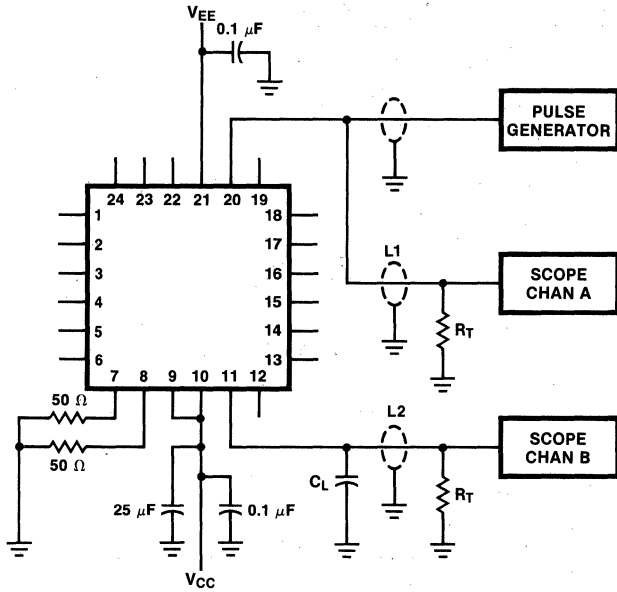 VEE
0.1 μF
PULSE
GENERATOR
24 23 22 21 20 19
1 18
2 17
3 16
4 15
5 14
6 13
7 8 9 10 11 12
L1
SCOPE
CHAN A
RT
50 Ω
50 Ω
L2
SCOPE
CHAN B
CL
RT
25 μF
0.1 μF
VCC